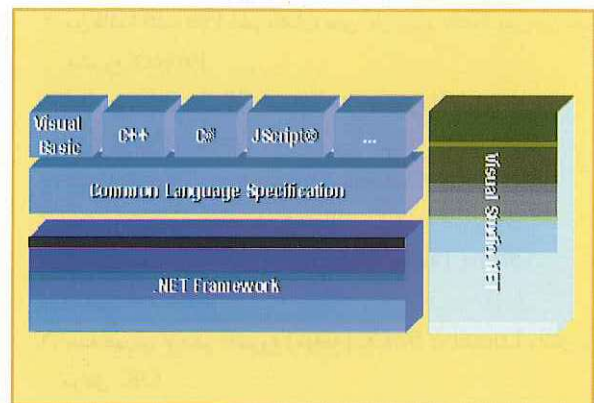 Visual Basic
C++
C#
JScript®
...
Common Language Specification
.NET Framework
Visual Studio.NET